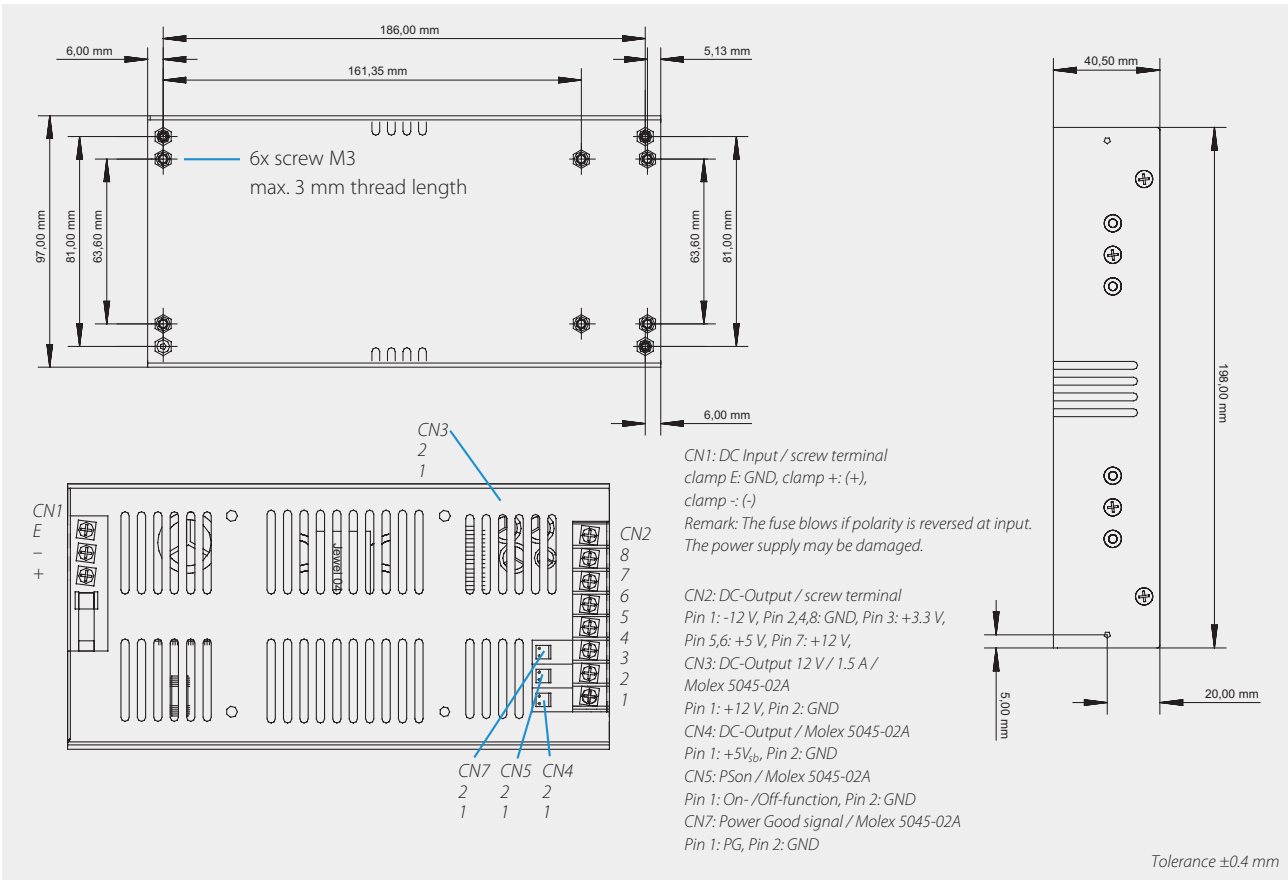 186,00 mm
6,00 mm
5,13 mm
161,35 mm
40,50 mm
6x screw M3
max. 3 mm thread length
97,00 mm
81,00 mm
63,60 mm
63,60 mm
81,00 mm
198,00 mm
6,00 mm
5,00 mm
20,00 mm
CN3
2
1
CN1
E
–
+
Jewel 04
CN2
8
7
6
5
4
3
2
1
CN7 CN5 CN4
2 2 2
1 1 1
CN1: DC Input / screw terminal
clamp E: GND, clamp +: (+),
clamp -: (-)
Remark: The fuse blows if polarity is reversed at input.
The power supply may be damaged.
CN2: DC-Output / screw terminal
Pin 1: -12 V, Pin 2,4,8: GND, Pin 3: +3.3 V,
Pin 5,6: +5 V, Pin 7: +12 V,
CN3: DC-Output 12 V / 1.5 A /
Molex 5045-02A
Pin 1: +12 V, Pin 2: GND
CN4: DC-Output / Molex 5045-02A
Pin 1: +5Vsb, Pin 2: GND
CN5: PSon / Molex 5045-02A
Pin 1: On- /Off-function, Pin 2: GND
CN7: Power Good signal / Molex 5045-02A
Pin 1: PG, Pin 2: GND
Tolerance ±0.4 mm